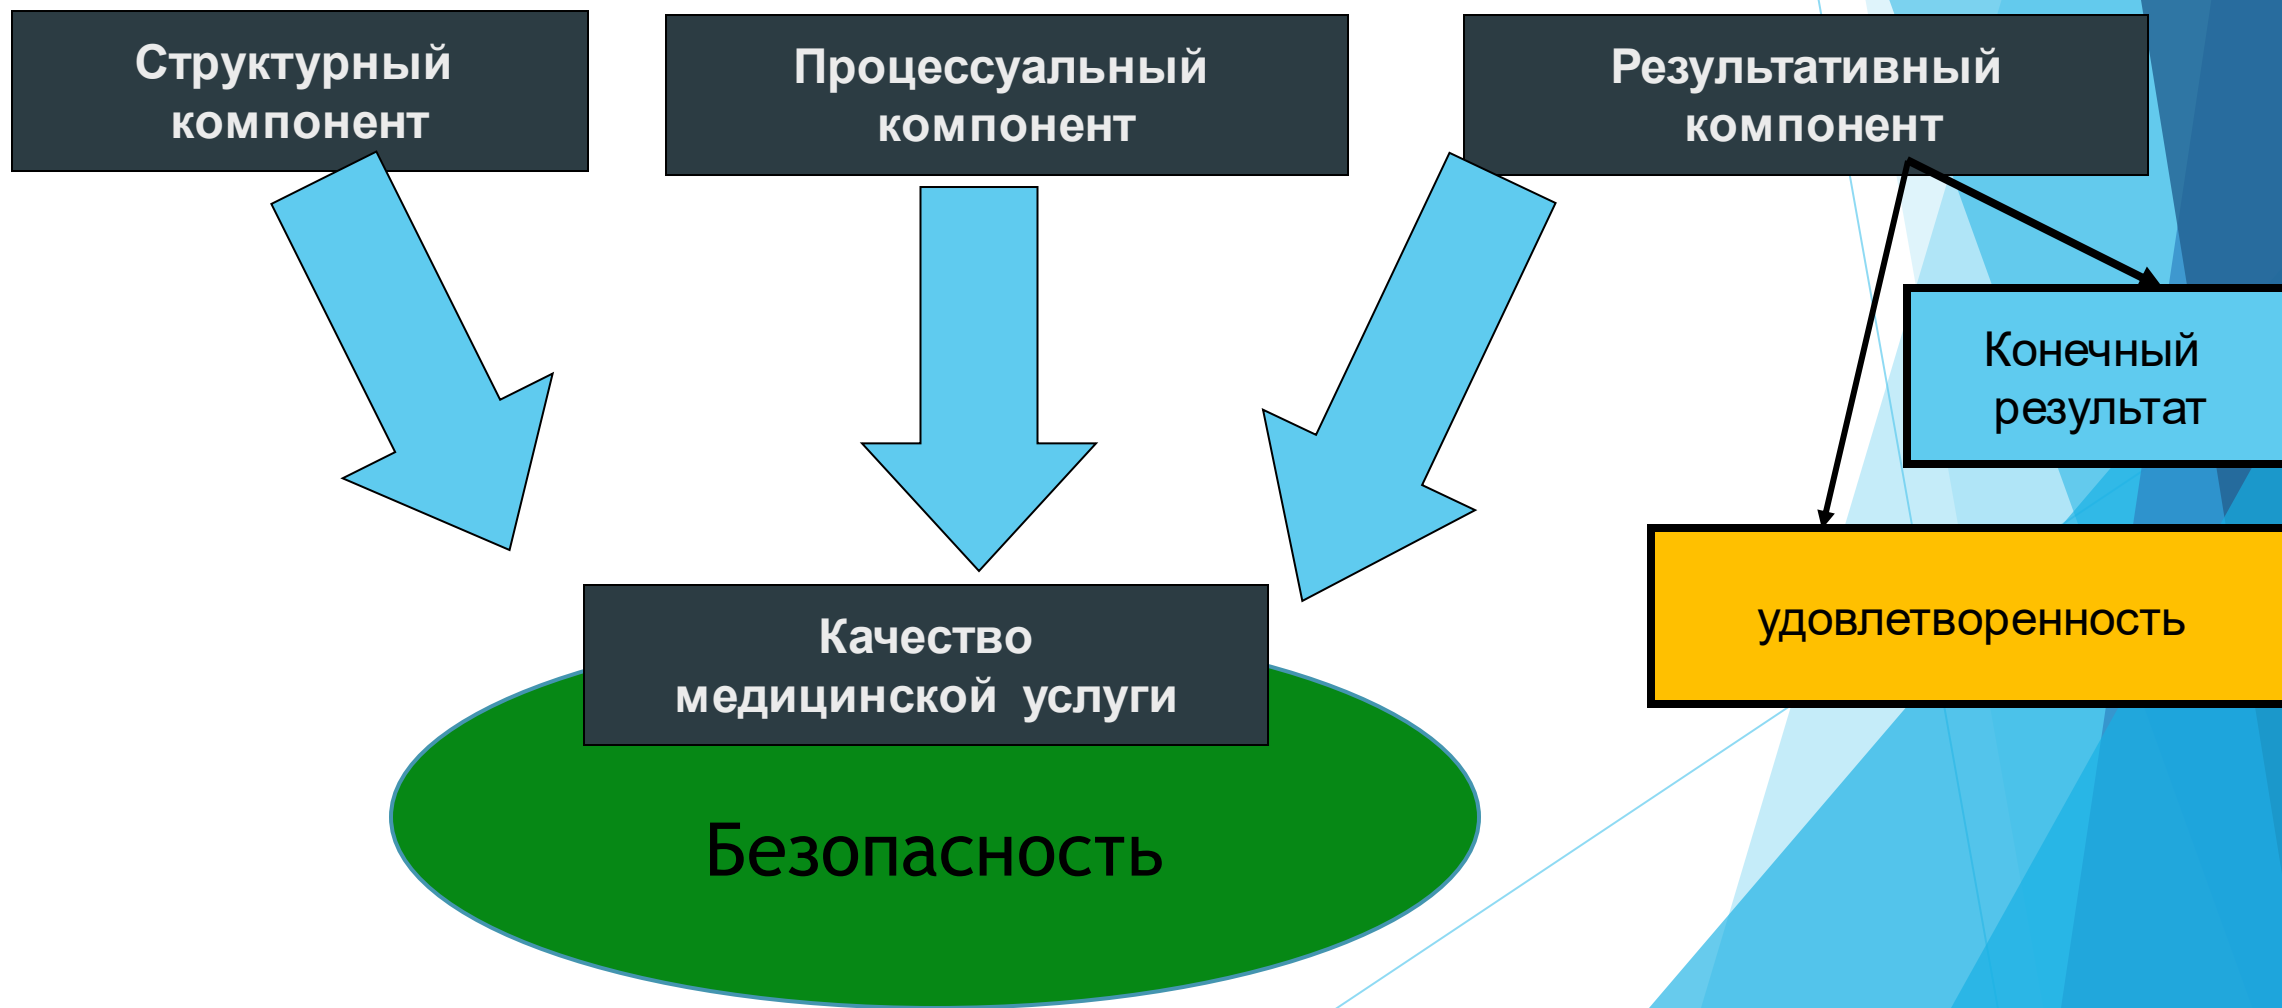 Структурный
компонент
Процессуальный
компонент
Результативный
компонент
Конечный
результат
удовлетворенность
Качество
медицинской услуги
Безопасность